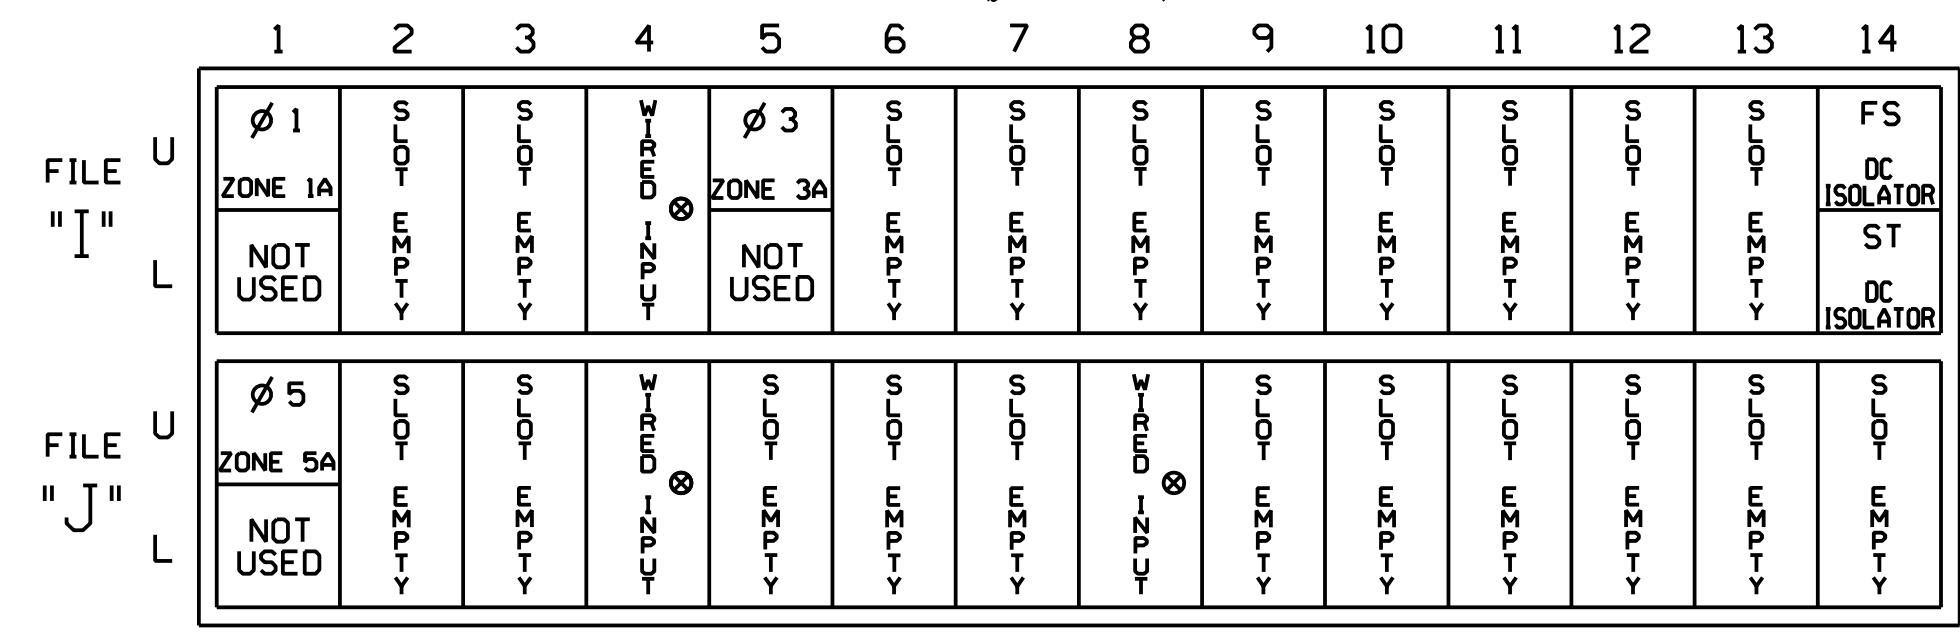 1 2 3 4 5 6 7 8 9 10 11 12 13 14
FILE "I"
U
L
Ø 1
ZONE 1A
NOT USED
SLOT EMPTY
SLOT EMPTY
WIRED INPUT
Ø 3
ZONE 3A
NOT USED
SLOT EMPTY
SLOT EMPTY
SLOT EMPTY
SLOT EMPTY
SLOT EMPTY
SLOT EMPTY
SLOT EMPTY
SLOT EMPTY
FS
DC ISOLATOR
ST
DC ISOLATOR
FILE "J"
U
L
Ø 5
ZONE 5A
NOT USED
SLOT EMPTY
SLOT EMPTY
WIRED INPUT
SLOT EMPTY
SLOT EMPTY
SLOT EMPTY
WIRED INPUT
SLOT EMPTY
SLOT EMPTY
SLOT EMPTY
SLOT EMPTY
SLOT EMPTY
SLOT EMPTY